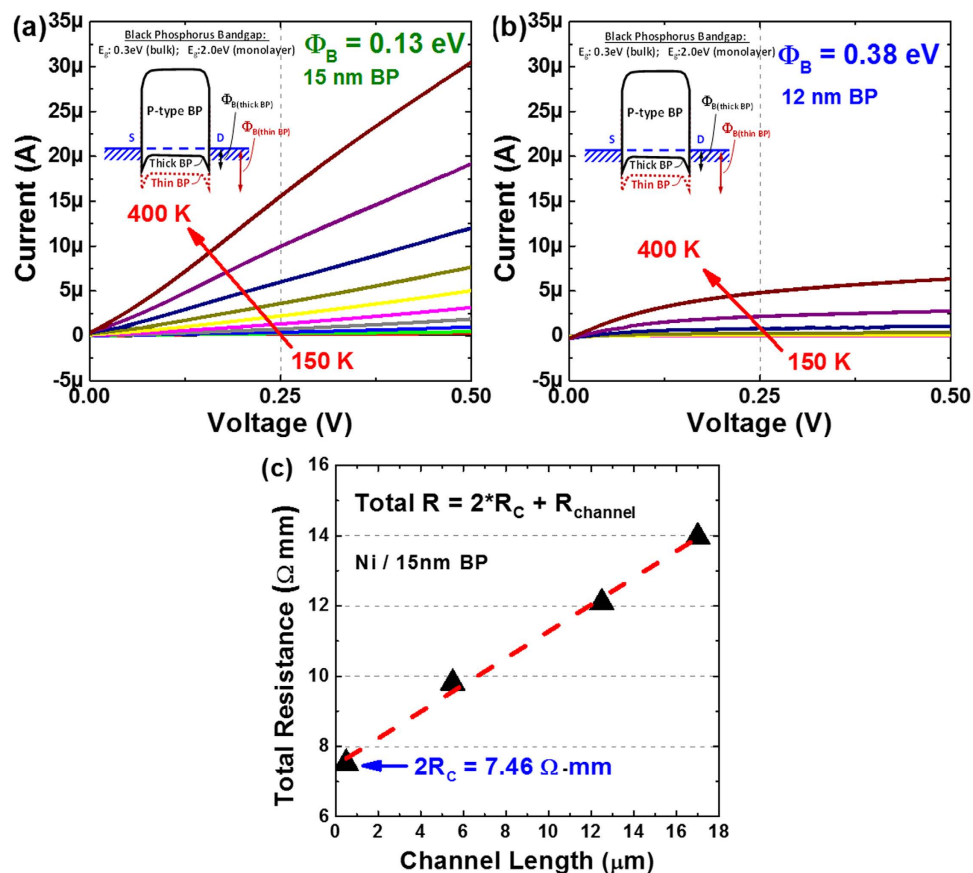 (a)
Black Phosphorus Bandgap:
Eg: 0.3eV (bulk); Eg:2.0eV (monolayer)
ΦB = 0.13 eV
15 nm BP
P-type BP
ΦB(thick BP)
ΦB(thin BP)
S
D
Thick BP
Thin BP
400 K
150 K
35µ
30µ
25µ
20µ
15µ
10µ
5µ
0
-5µ
Current (A)
0.00
0.25
0.50
Voltage (V)
(b)
Black Phosphorus Bandgap:
Eg: 0.3eV (bulk); Eg:2.0eV (monolayer)
ΦB = 0.38 eV
12 nm BP
P-type BP
ΦB(thick BP)
ΦB(thin BP)
S
D
Thick BP
Thin BP
400 K
150 K
35µ
30µ
25µ
20µ
15µ
10µ
5µ
0
-5µ
Current (A)
0.00
0.25
0.50
Voltage (V)
(c)
Total R = 2*RC + Rchannel
Ni / 15nm BP
2RC = 7.46 Ω-mm
16
14
12
10
8
6
Total Resistance (Ω mm)
0
2
4
6
8
10
12
14
16
18
Channel Length (µm)